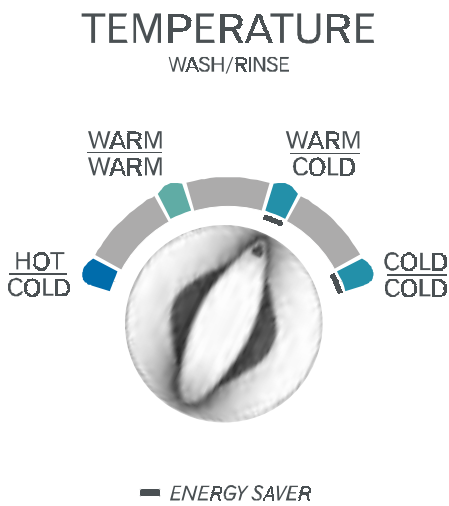 TEMPERATURE
WASH/RINSE
WARM
WARM
WARM
COLD
HOT
COLD
COLD
COLD
ENERGY SAVER